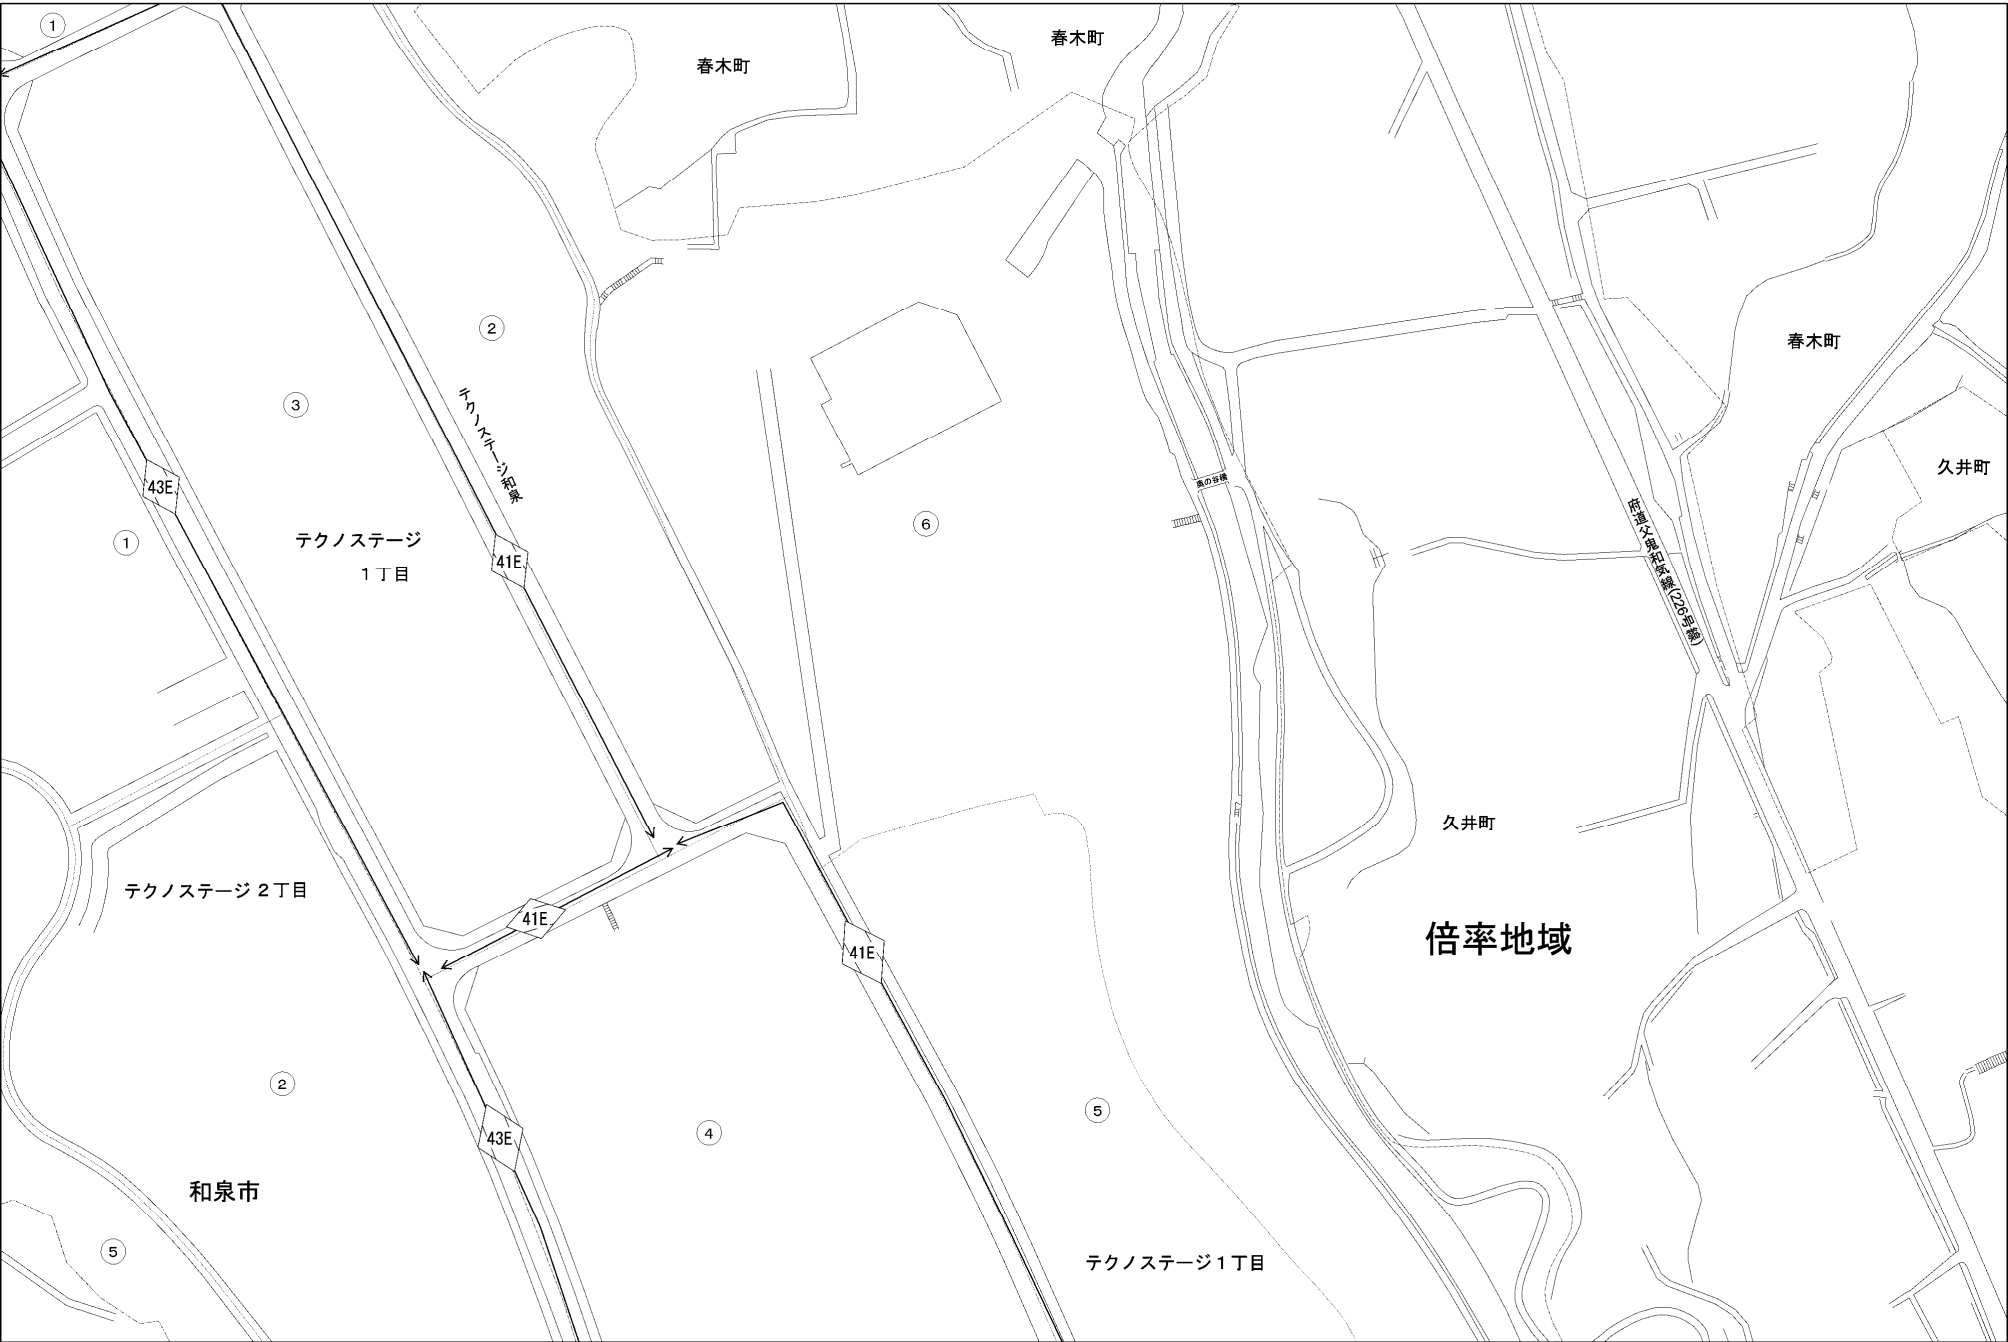 ①
春木町
春木町
②
春木町
③
テクノステージ和泉
久井町
43E
⑥
奥の谷橋
①
テクノステージ
1丁目
41E
府道父鬼和気線(226号線)
久井町
テクノステージ2丁目
41E
倍率地域
41E
②
④
⑤
43E
和泉市
⑤
テクノステージ1丁目